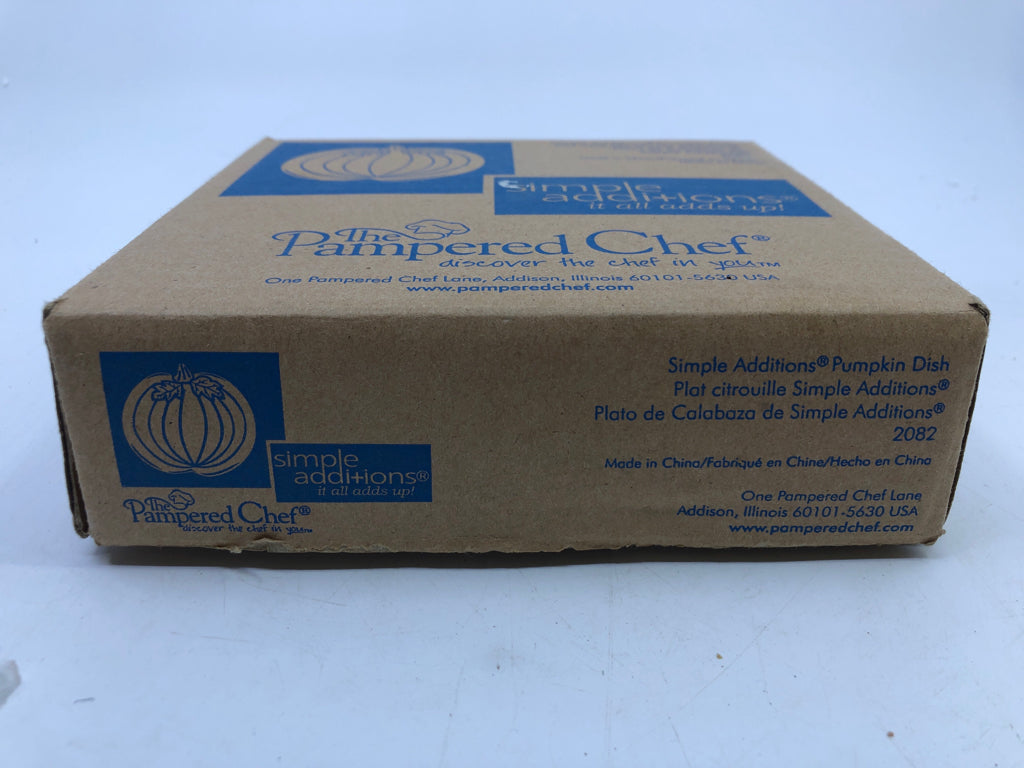 simple
additions®
it all adds up!
The
Pampered Chef®
discover the chef in you™
One Pampered Chef Lane, Addison, Illinois 60101-5630 USA
www.pamperedchef.com
Simple Additions® Pumpkin Dish
Plat citrouille Simple Additions®
Plato de Calabaza de Simple Additions®
2082
Made in China/Fabriqué en Chine/Hecho en China
One Pampered Chef Lane
Addison, Illinois 60101-5630 USA
www.pamperedchef.com
simple
additions®
it all adds up!
The
Pampered Chef®
discover the chef in you™